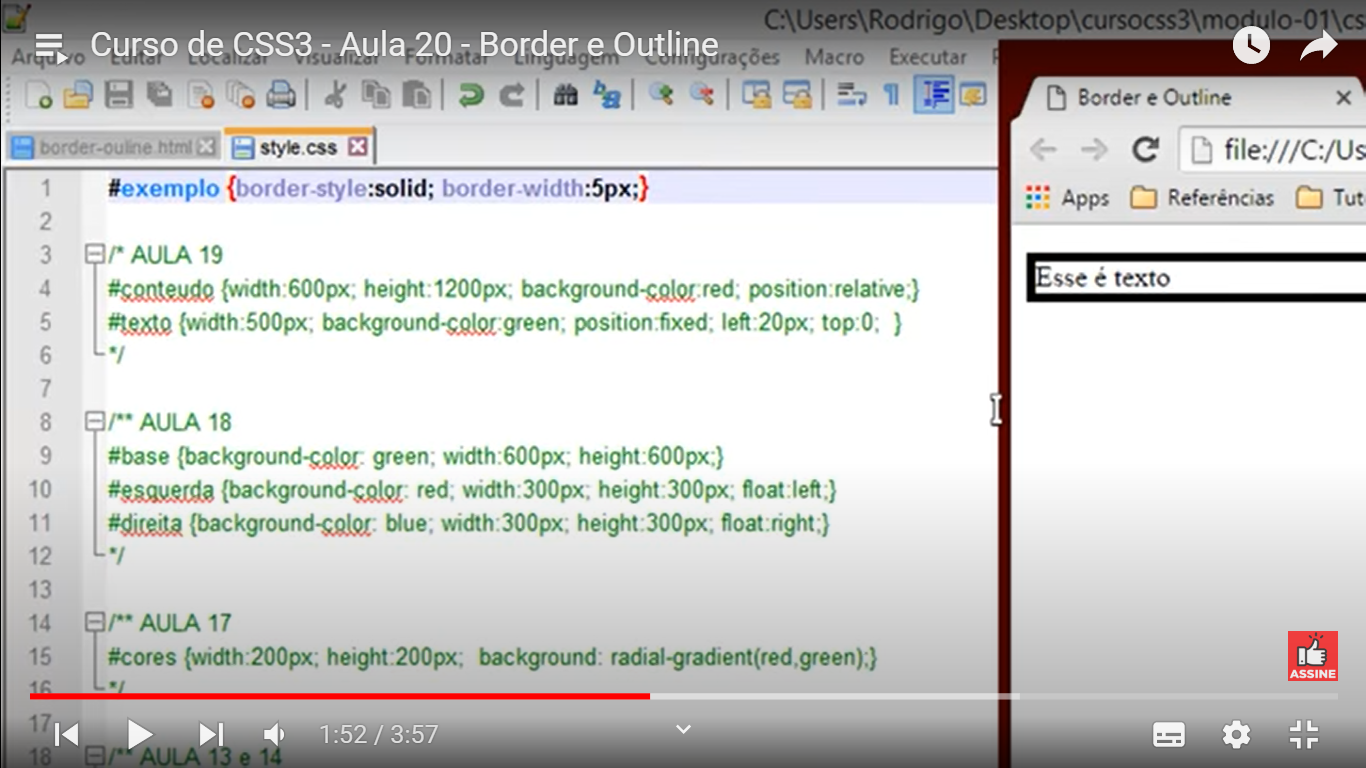 C:\Users\Rodrigo\Desktop\cursocss3\modulo-01\cs
Curso de CSS3 - Aula 20 - Border e Outline
Arquivo Editar Localizar Visualizar Formatar Linguagem Configurações Macro Executar
border-ouline.html style.css
Border e Outline
file:///C:/Us
Apps Referências Tut
Esse é texto
1 #exemplo {border-style:solid; border-width:5px;}
2
3 /* AULA 19
4 #conteudo {width:600px; height:1200px; background-color:red; position:relative;}
5 #texto {width:500px; background-color:green; position:fixed; left:20px; top:0; }
6 */
7
8 /** AULA 18
9 #base {background-color: green; width:600px; height:600px;}
10 #esquerda {background-color: red; width:300px; height:300px; float:left;}
11 #direita {background-color: blue; width:300px; height:300px; float:right;}
12 */
13
14 /** AULA 17
15 #cores {width:200px; height:200px; background: radial-gradient(red,green);}
16 */
17
18 /** AULA 13 e 14
ASSINE
1:52 / 3:57